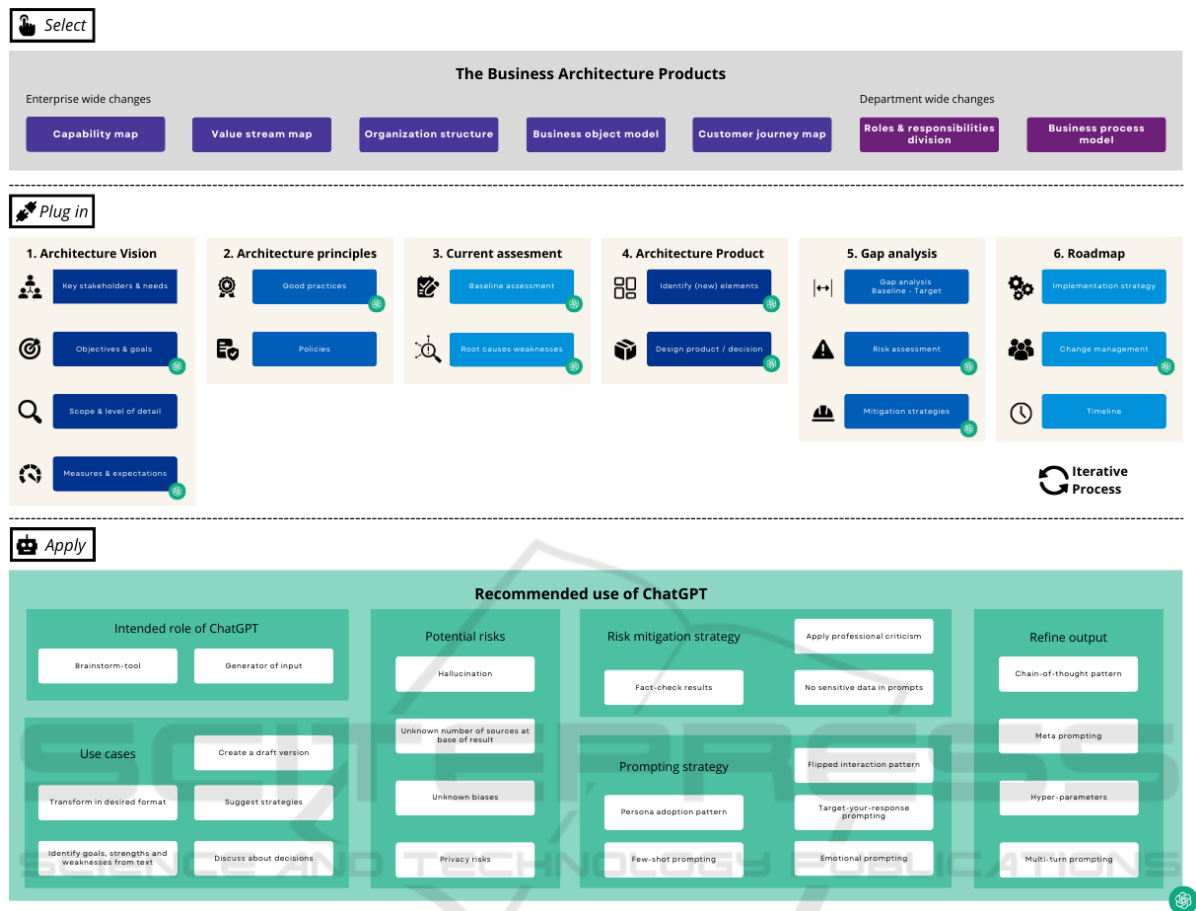 Select
The Business Architecture Products
Enterprise wide changes
Department wide changes
Capability map
Value stream map
Organization structure
Business object model
Customer journey map
Roles & responsibilities
division
Business process
model
Plug in
1. Architecture Vision
Key stakeholders & needs
Objectives & goals
Scope & level of detail
Measures & expectations
2. Architecture principles
Good practices
Policies
3. Current assesment
Baseline assessment
Root causes weaknesses
4. Architecture Product
Identify (new) elements
Design product / decision
5. Gap analysis
Gap analysis
Baseline - Target
Risk assessment
Mitigation strategies
6. Roadmap
Implementation strategy
Change management
Timeline
Iterative
Process
Apply
Recommended use of ChatGPT
Intended role of ChatGPT
Brainstorm-tool
Generator of input
Use cases
Create a draft version
Transform in desired format
Suggest strategies
Identify goals, strengths and
weaknesses from text
Discuss about decisions
Potential risks
Hallucination
Unknown number of sources at
base of result
Unknown biases
Privacy risks
Risk mitigation strategy
Apply professional criticism
Fact-check results
No sensitive data in prompts
Prompting strategy
Flipped interaction pattern
Persona adoption pattern
Target-your-response
prompting
Few-shot prompting
Emotional prompting
Refine output
Chain-of-thought pattern
Meta prompting
Hyper-parameters
Multi-turn prompting
SCITEPRESS
SCIENCE AND TECHNOLOGY PUBLICATIONS